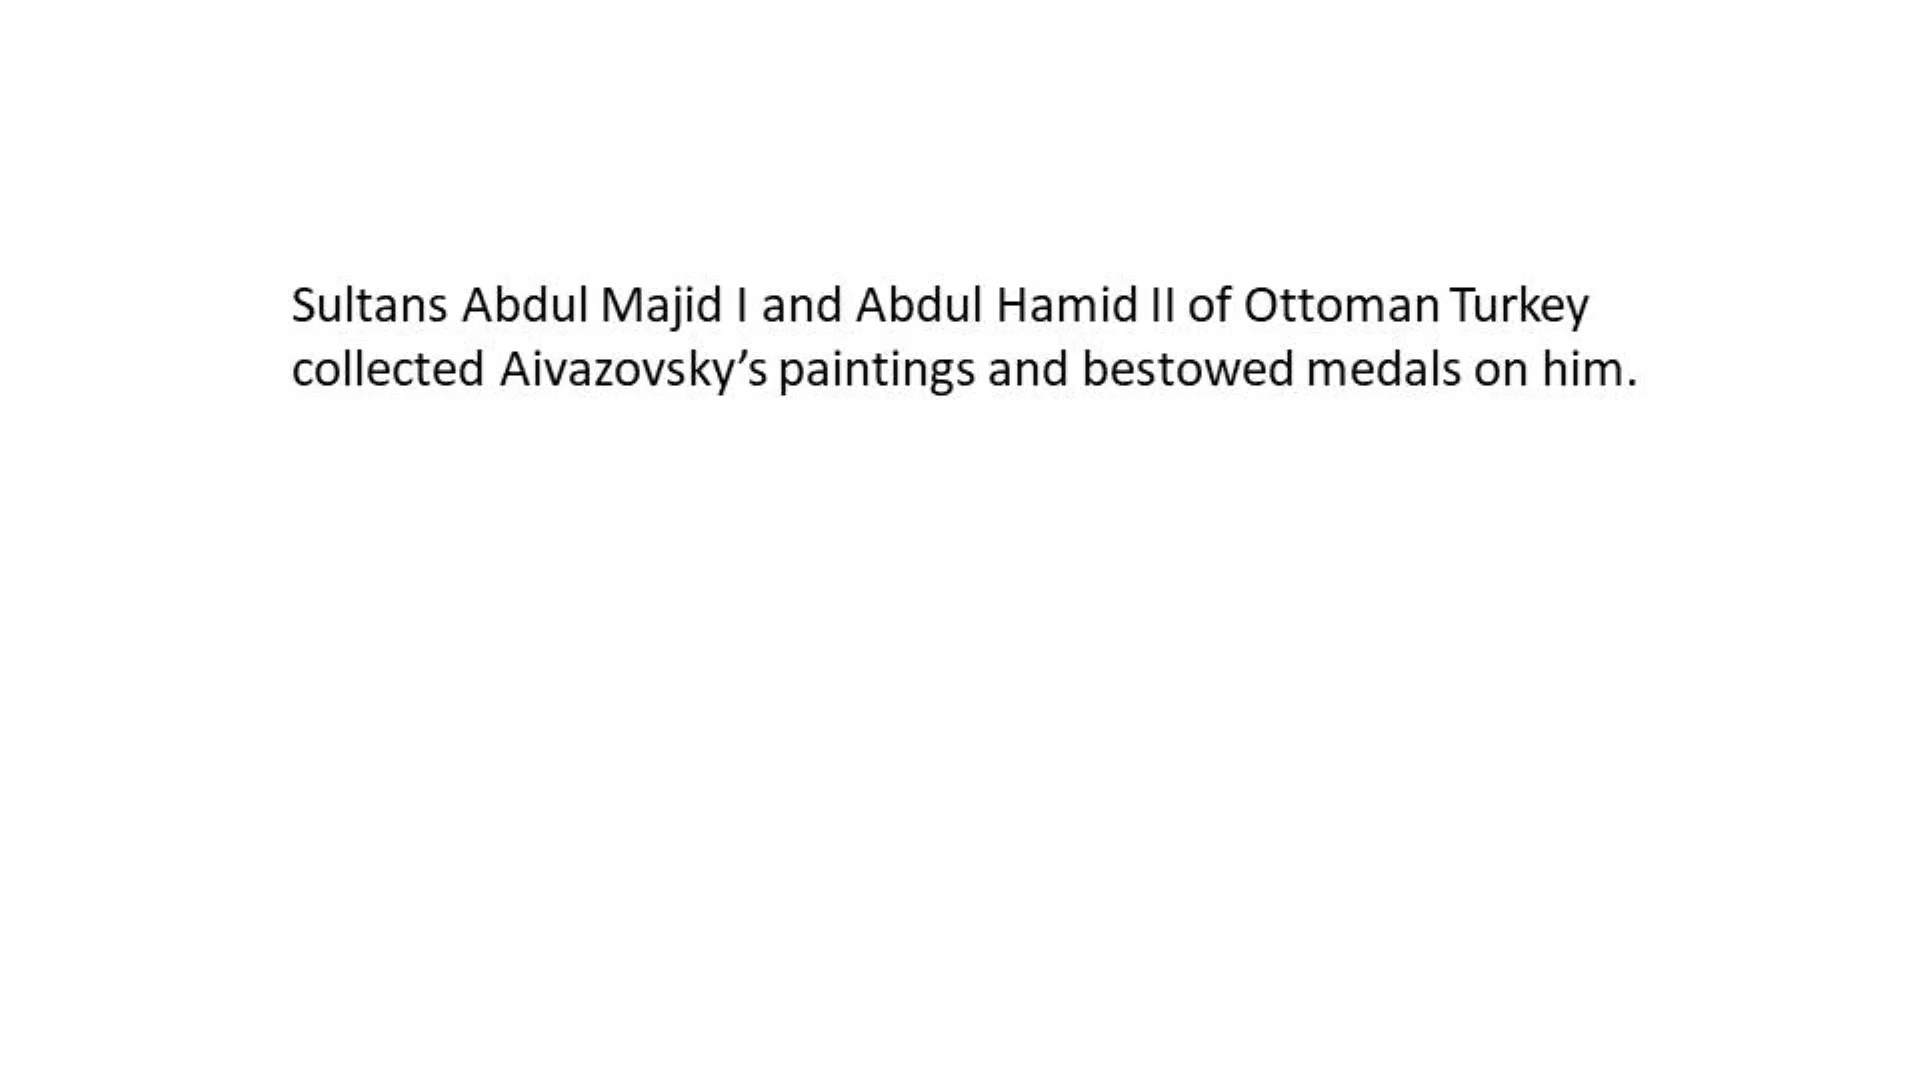 Sultans Abdul Majid I and Abdul Hamid II of Ottoman Turkey
collected Aivazovsky’s paintings and bestowed medals on him.